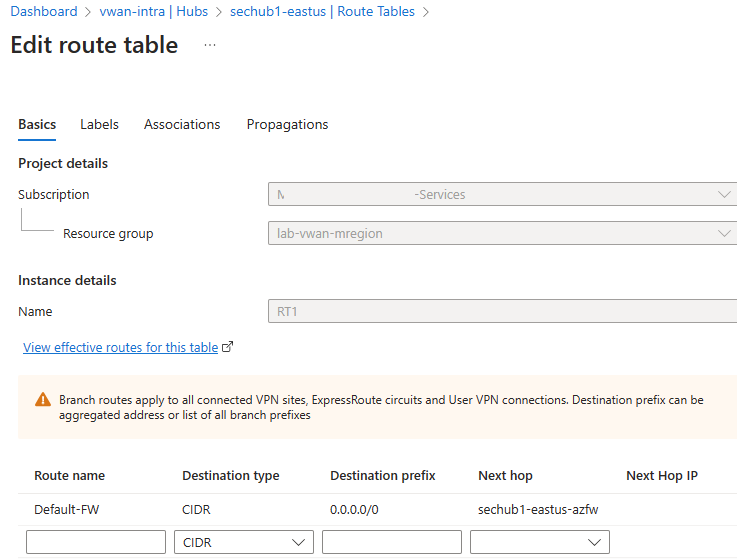 Dashboard > vwan-intra | Hubs > sechub1-eastus | Route Tables >
Edit route table ...
Basics Labels Associations Propagations
Project details
Subscription M -Services
Resource group lab-vwan-mregion
Instance details
Name RT1
View effective routes for this table
Branch routes apply to all connected VPN sites, ExpressRoute circuits and User VPN connections. Destination prefix can be
aggregated address or list of all branch prefixes
Route name Destination type Destination prefix Next hop Next Hop IP
Default-FW CIDR 0.0.0.0/0 sechub1-eastus-azfw
CIDR